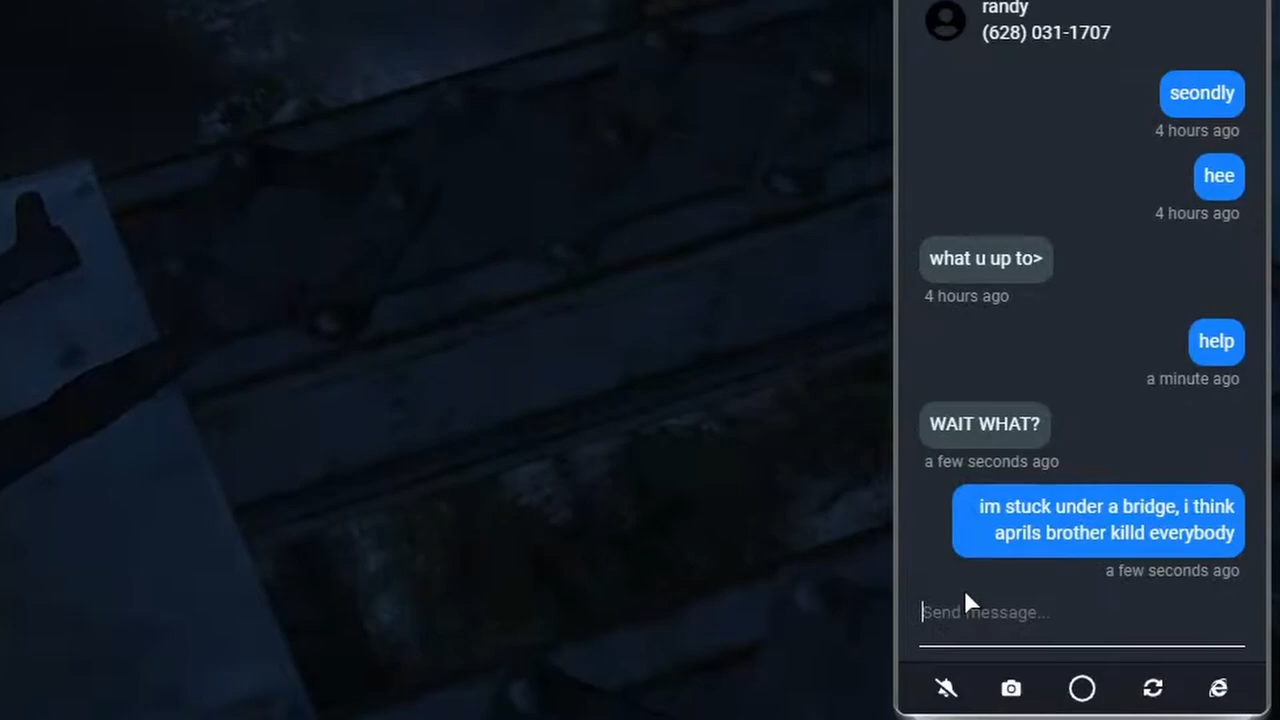 randy
(628) 031-1707
seondly
4 hours ago
hee
4 hours ago
what u up to>
4 hours ago
help
a minute ago
WAIT WHAT?
a few seconds ago
im stuck under a bridge, i think
aprils brother killd everybody
a few seconds ago
Send message...